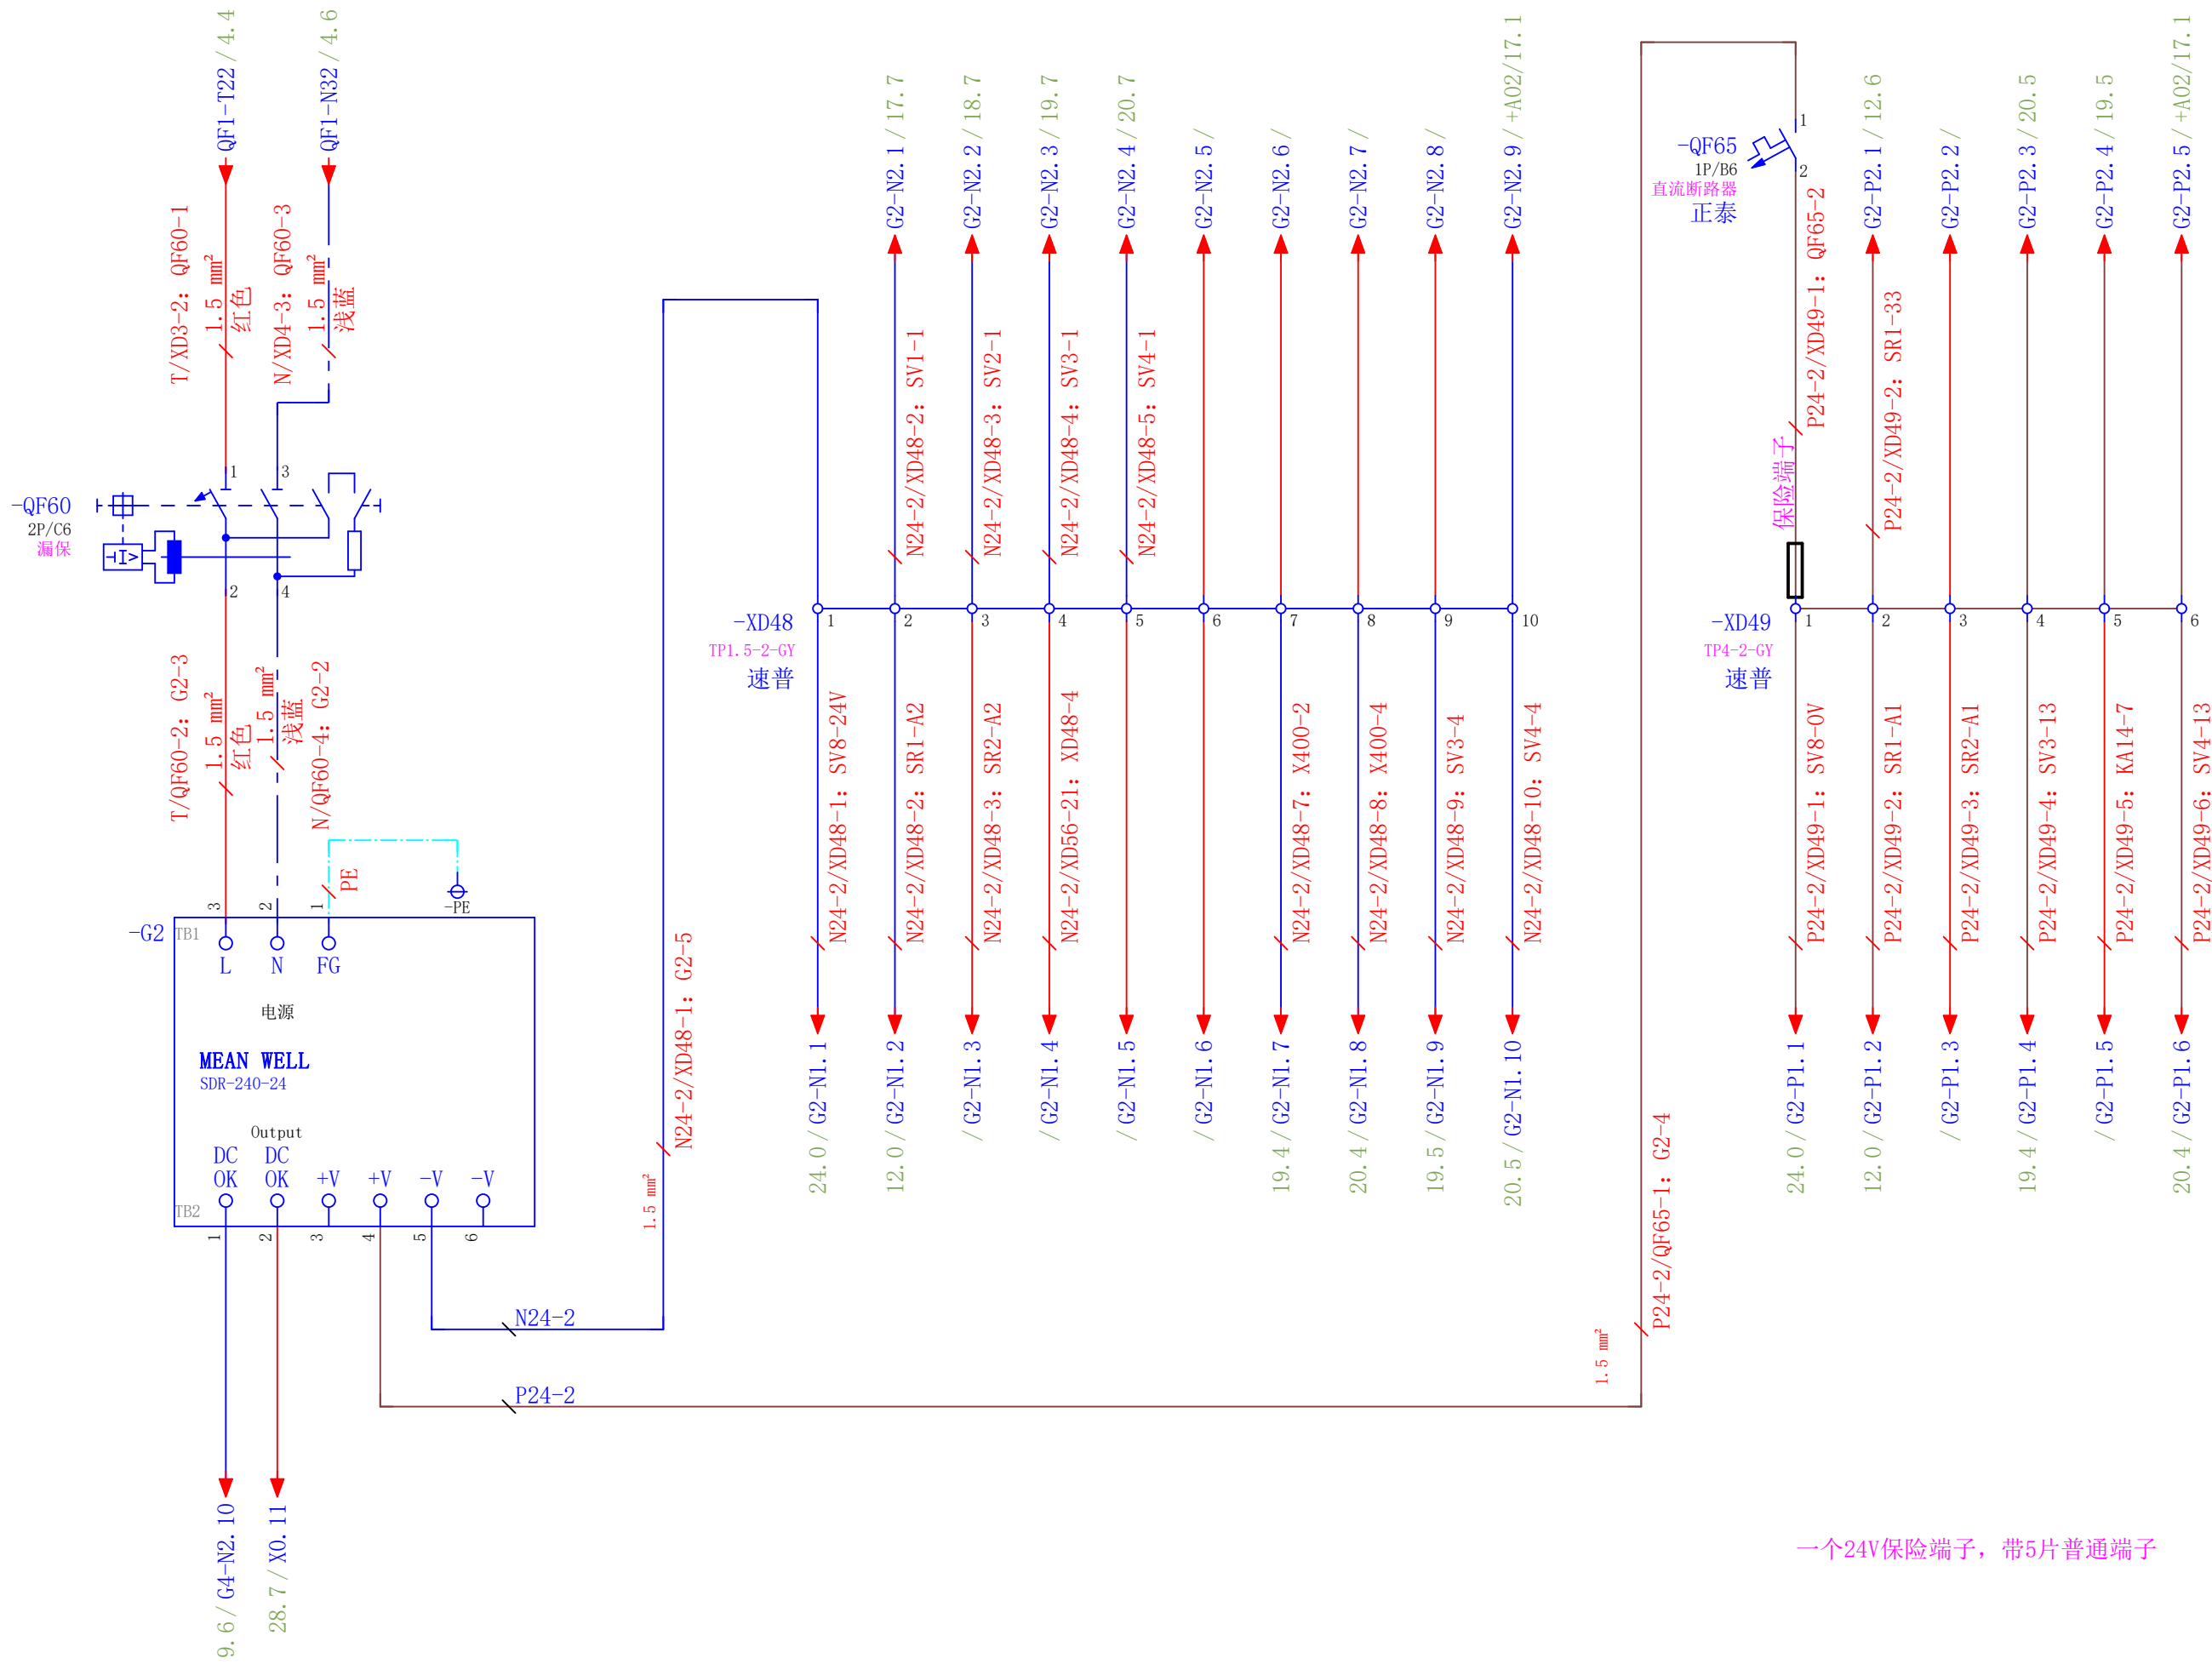 QF1-T22 / 4.4
QF1-N32 / 4.6
T/XD3-2: QF60-1
1.5 mm²
红色
N/XD4-3: QF60-3
1.5 mm²
浅蓝
-QF60
2P/C6
漏保
1
3
2
4
T/QF60-2: G2-3
1.5 mm²
红色
1.5 mm²
浅蓝
N/QF60-4: G2-2
PE
-PE
3
2
1
-G2
TB1
L
N
FG
电源
MEAN WELL
SDR-240-24
Output
DC
OK
DC
OK
+V
+V
-V
-V
TB2
1
2
3
4
5
6
N24-2
P24-2
9.6 / G4-N2.10
28.7 / X0.11
N24-2/XD48-1: G2-5
1.5 mm²
G2-N2.1 / 17.7
G2-N2.2 / 18.7
G2-N2.3 / 19.7
G2-N2.4 / 20.7
G2-N2.5 /
G2-N2.6 /
G2-N2.7 /
G2-N2.8 /
G2-N2.9 / +A02/17.1
N24-2/XD48-2: SV1-1
N24-2/XD48-3: SV2-1
N24-2/XD48-4: SV3-1
N24-2/XD48-5: SV4-1
-XD48
TP1.5-2-GY
速普
1
2
3
4
5
6
7
8
9
10
N24-2/XD48-1: SV8-24V
N24-2/XD48-2: SR1-A2
N24-2/XD48-3: SR2-A2
N24-2/XD56-21: XD48-4
N24-2/XD48-7: X400-2
N24-2/XD48-8: X400-4
N24-2/XD48-9: SV3-4
N24-2/XD48-10: SV4-4
24.0 / G2-N1.1
12.0 / G2-N1.2
/ G2-N1.3
/ G2-N1.4
/ G2-N1.5
/ G2-N1.6
19.4 / G2-N1.7
20.4 / G2-N1.8
19.5 / G2-N1.9
20.5 / G2-N1.10
P24-2/QF65-1: G2-4
1.5 mm²
-QF65
1P/B6
直流断路器
正泰
1
2
P24-2/XD49-1: QF65-2
保险端子
G2-P2.1 / 12.6
G2-P2.2 /
G2-P2.3 / 20.5
G2-P2.4 / 19.5
G2-P2.5 / +A02/17.1
P24-2/XD49-2: SR1-33
-XD49
TP4-2-GY
速普
1
2
3
4
5
6
P24-2/XD49-1: SV8-0V
P24-2/XD49-2: SR1-A1
P24-2/XD49-3: SR2-A1
P24-2/XD49-4: SV3-13
P24-2/XD49-5: KA14-7
P24-2/XD49-6: SV4-13
24.0 / G2-P1.1
12.0 / G2-P1.2
/ G2-P1.3
19.4 / G2-P1.4
/ G2-P1.5
20.4 / G2-P1.6
一个24V保险端子，带5片普通端子